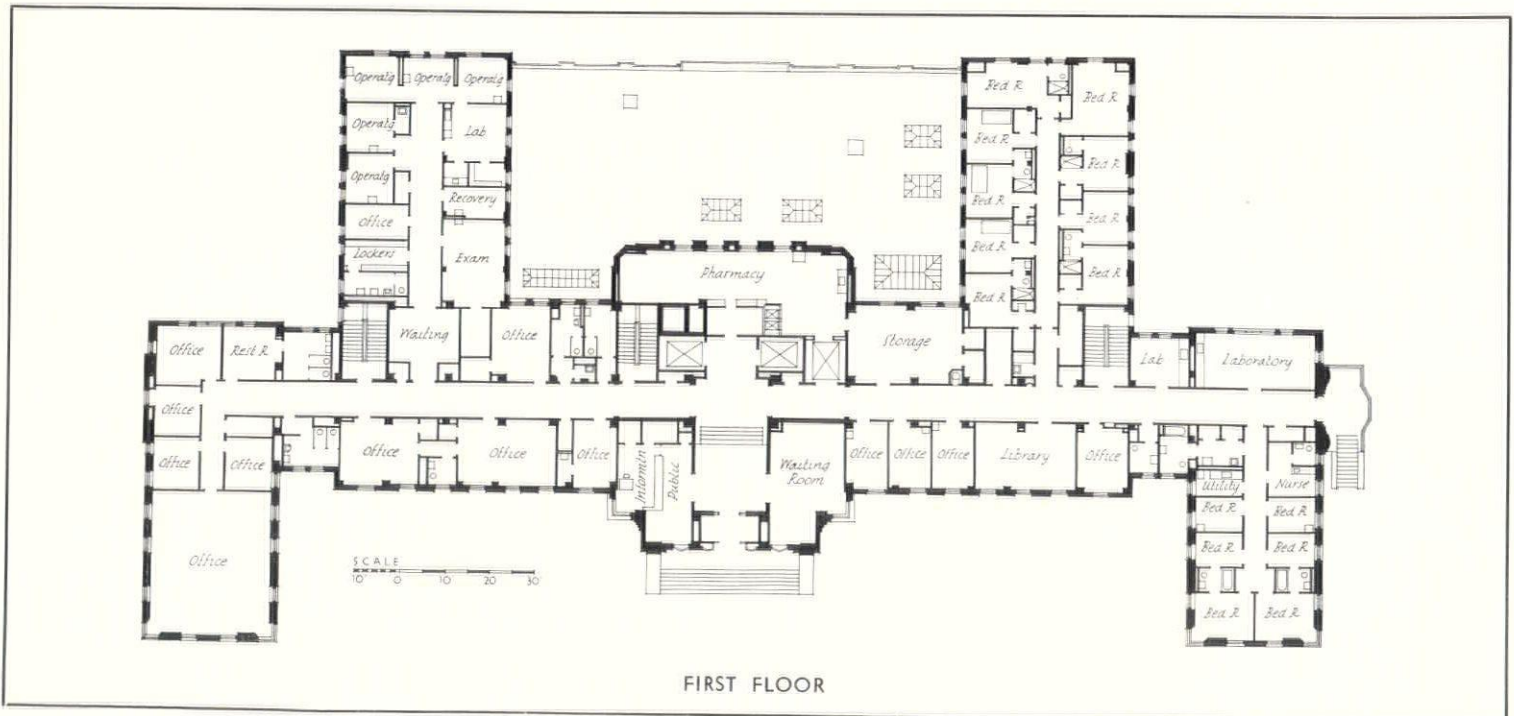 Operatg
Operatg
Operatg
Operatg
Lab
Operatg
Recovery
Office
Lockers
Exam
Waiting
Office
Pharmacy
Storage
Bed R
Bed R
Bed R
Bed R
Bed R
Bed R
Bed R
Bed R
Bed R
Lab
Laboratory
Office
Rest R
Office
Office
Office
Office
Office
Office
Office
Informtn
Public
Waiting
Room
Office
Office
Office
Library
Office
Utility
Nurse
Bed R
Bed R
Bed R
Bed R
Bed R
Bed R
SCALE
10' 0 10 20 30
FIRST FLOOR